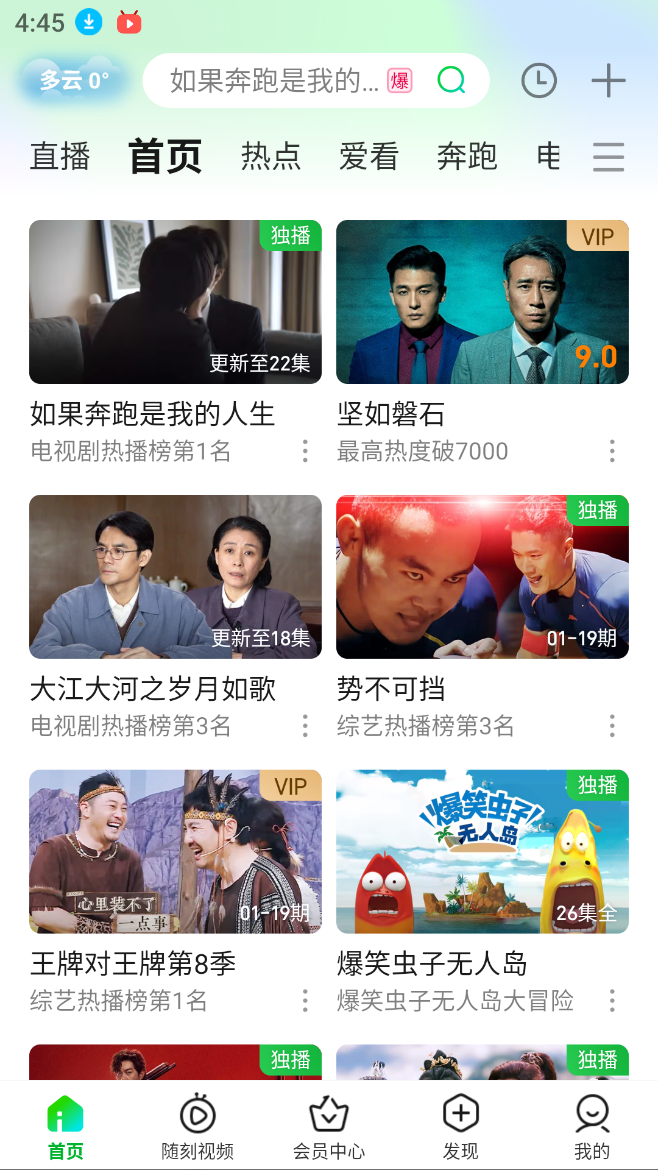 4:45
多云 0°
如果奔跑是我的... 爆
直播 首页 热点 爱看 奔跑 电
独播
VIP
更新至22集
9.0
如果奔跑是我的人生
坚如磐石
电视剧热播榜第1名
最高热度破7000
独播
更新至18集
01-19期
大江大河之岁月如歌
势不可挡
电视剧热播榜第3名
综艺热播榜第3名
VIP
独播
爆笑虫子
无人岛
心里装不了
一点事
01-19期
26集全
王牌对王牌第8季
爆笑虫子无人岛
综艺热播榜第1名
爆笑虫子无人岛大冒险
独播
独播
首页 随刻视频 会员中心 发现 我的